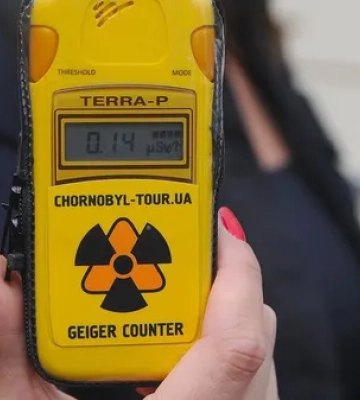 THRESHOLD MODE
TERRA-P
0.14 µSv/h
CHORNOBYL-TOUR.UA
GEIGER COUNTER